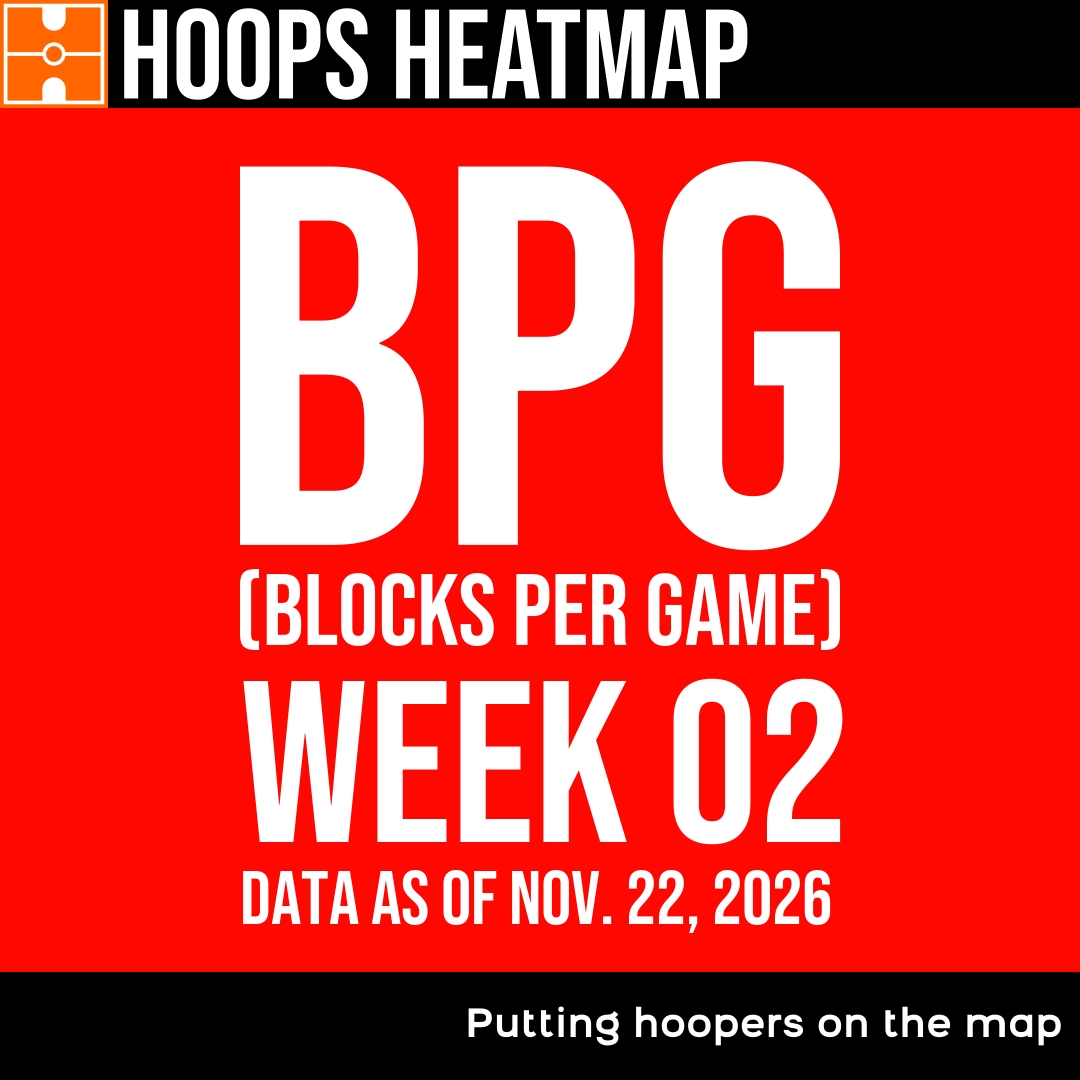 HOOPS HEATMAP
BPG
(BLOCKS PER GAME)
WEEK 02
DATA AS OF NOV. 22, 2026
Putting hoopers on the map